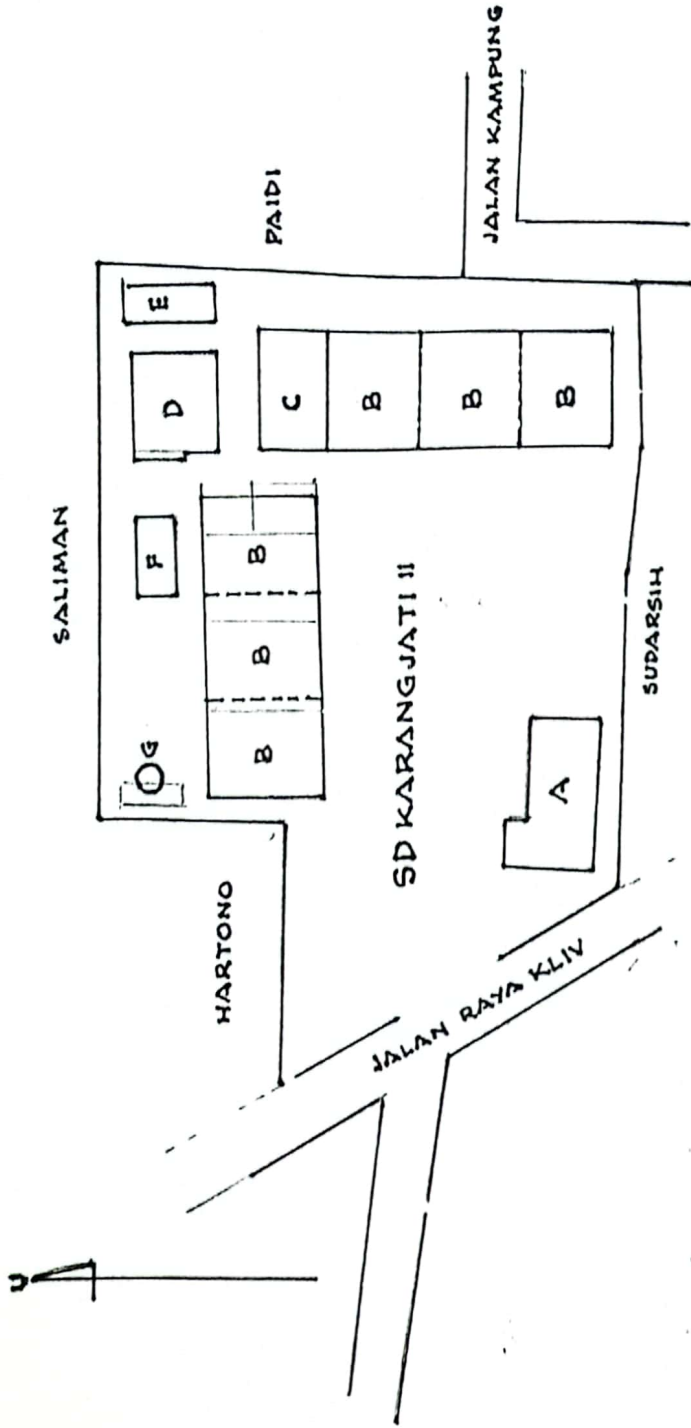 U
SALIMAN
HARTONO
PAIDI
G
F
D
E
B
B
B
C
B
B
B
SD KARANGJATI II
A
JALAN RAYA KLIV
JALAN KAMPUNG
SUDARSIH